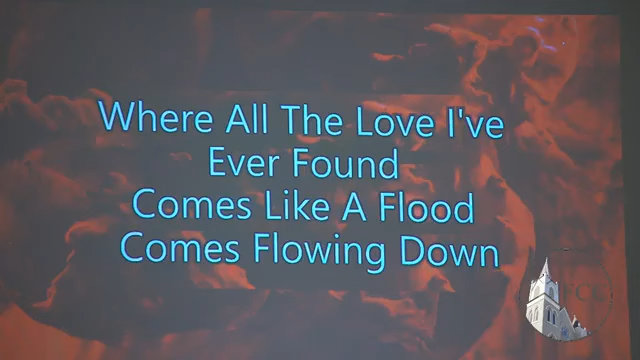 Where All The Love I've
Ever Found
Comes Like A Flood
Comes Flowing Down